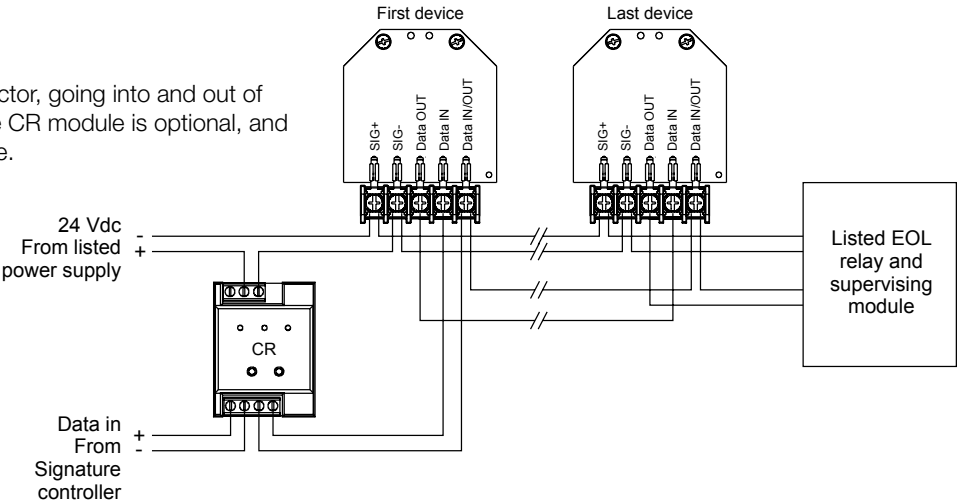 First device
Last device
ctor, going into and out of
CR module is optional, and
SIG+
SIG-
Data OUT
Data IN
Data IN/OUT
SIG+
SIG-
Data OUT
Data IN
Data IN/OUT
24 Vdc
From listed
power supply
-
+
Listed EOL
relay and
supervising
module
CR
Data in
From
Signature
controller
+
-